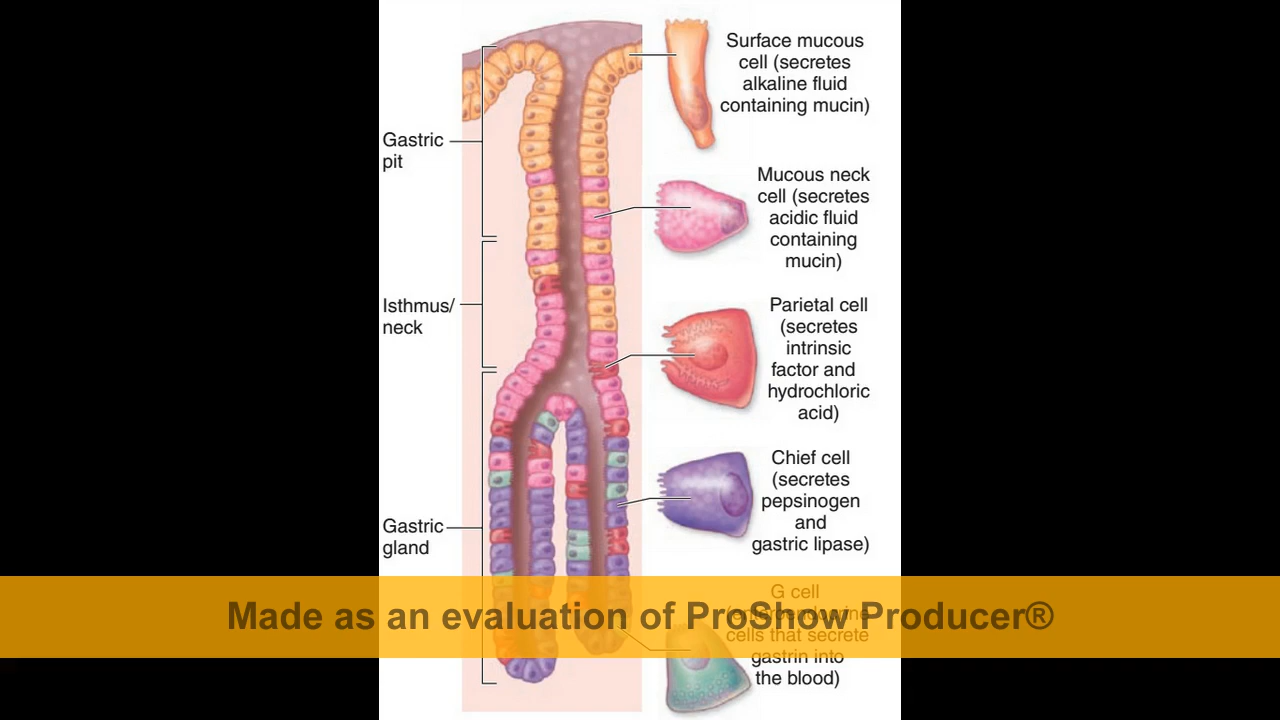 Surface mucous
cell (secretes
alkaline fluid
containing mucin)
Gastric
pit
Mucous neck
cell (secretes
acidic fluid
containing
mucin)
Isthmus/
neck
Parietal cell
(secretes
intrinsic
factor and
hydrochloric
acid)
Chief cell
(secretes
pepsinogen
and
gastric lipase)
Gastric
gland
G cell
(enteroendocrine
cells that secrete
gastrin into
the blood)
Made as an evaluation of ProShow Producer®